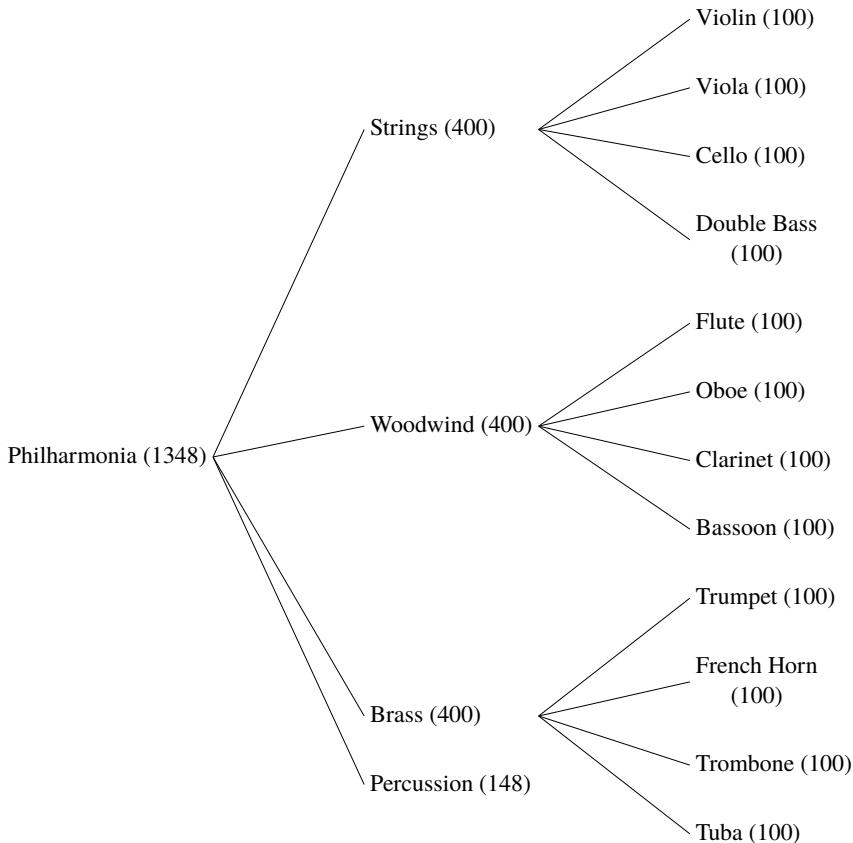 Violin (100)
Viola (100)
Strings (400)
Cello (100)
Double Bass
(100)
Flute (100)
Oboe (100)
Woodwind (400)
Philharmonia (1348)
Clarinet (100)
Bassoon (100)
Trumpet (100)
French Horn
(100)
Brass (400)
Trombone (100)
Percussion (148)
Tuba (100)